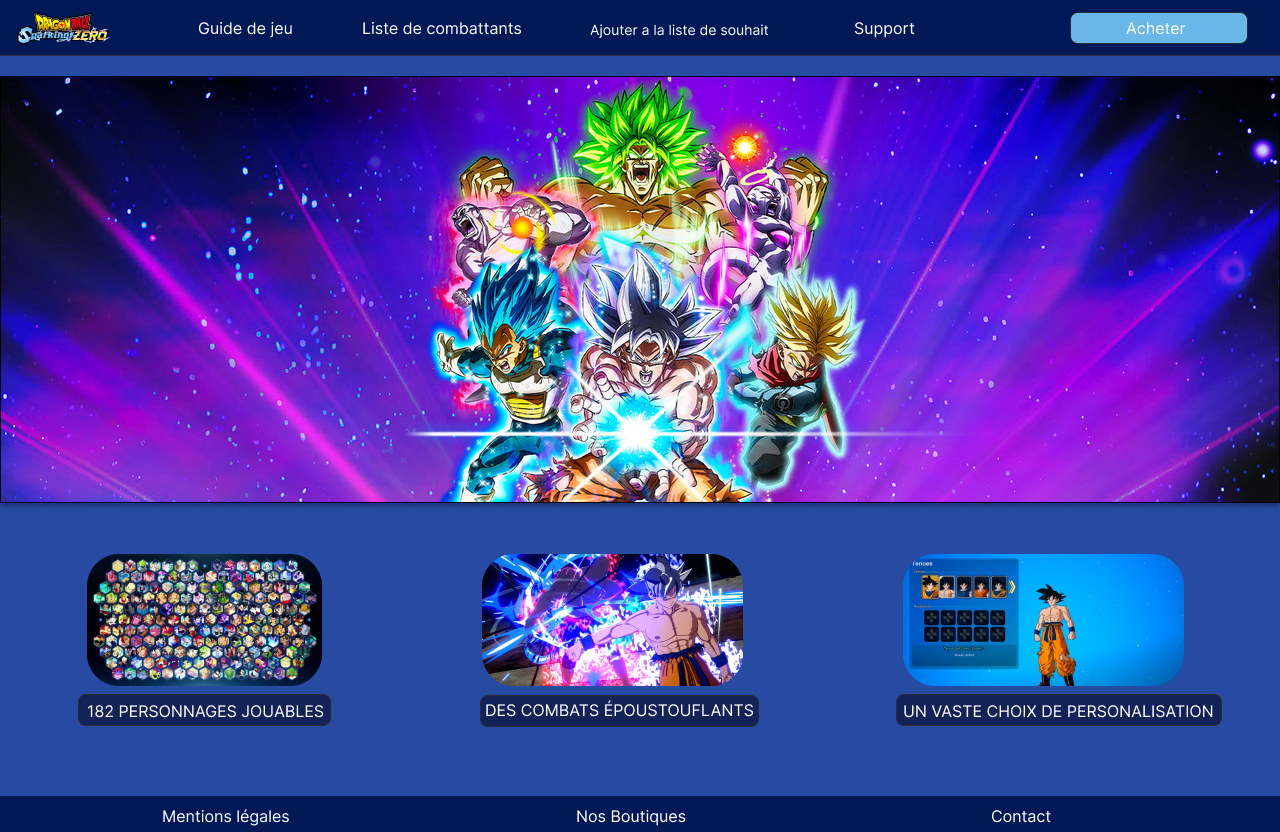 DRAGON BALL
Sparking! ZERO
Guide de jeu
Liste de combattants
Ajouter a la liste de souhait
Support
Acheter
Tenues
182 PERSONNAGES JOUABLES
DES COMBATS ÉPOUSTOUFLANTS
UN VASTE CHOIX DE PERSONALISATION
Mentions légales
Nos Boutiques
Contact